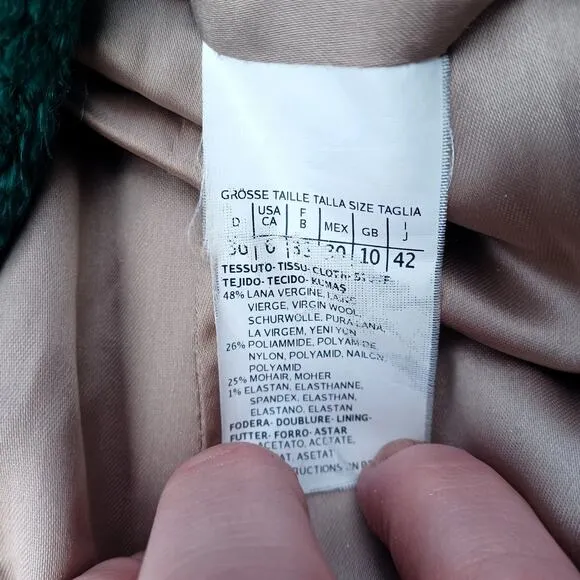 GRÖSSE TAILLE TALLA SIZE TAGLIA
D USA F MEX GB I
CA B J
6 10 42
TESSUTO- TISSU- CLOTH-
TEJIDO- TECIDO- KUMAŞ
48% LANA VERGINE,
VIERGE, VIRGIN WOOL,
SCHURWOLLE, PURA LANA,
LA VIRGEM, YENI YÜN
26% POLIAMMIDE, POLYAMIDE
NYLON, POLYAMID, NAILON,
POLYAMID
25% MOHAIR, MOHER
1% ELASTAN, ELASTHANNE,
SPANDEX, ELASTHAN,
ELASTANO, ELASTAN
FODERA- DOUBLURE- LINING-
FUTTER- FORRO- ASTAR
ACETATO, ACÉTATE,
ASETAT